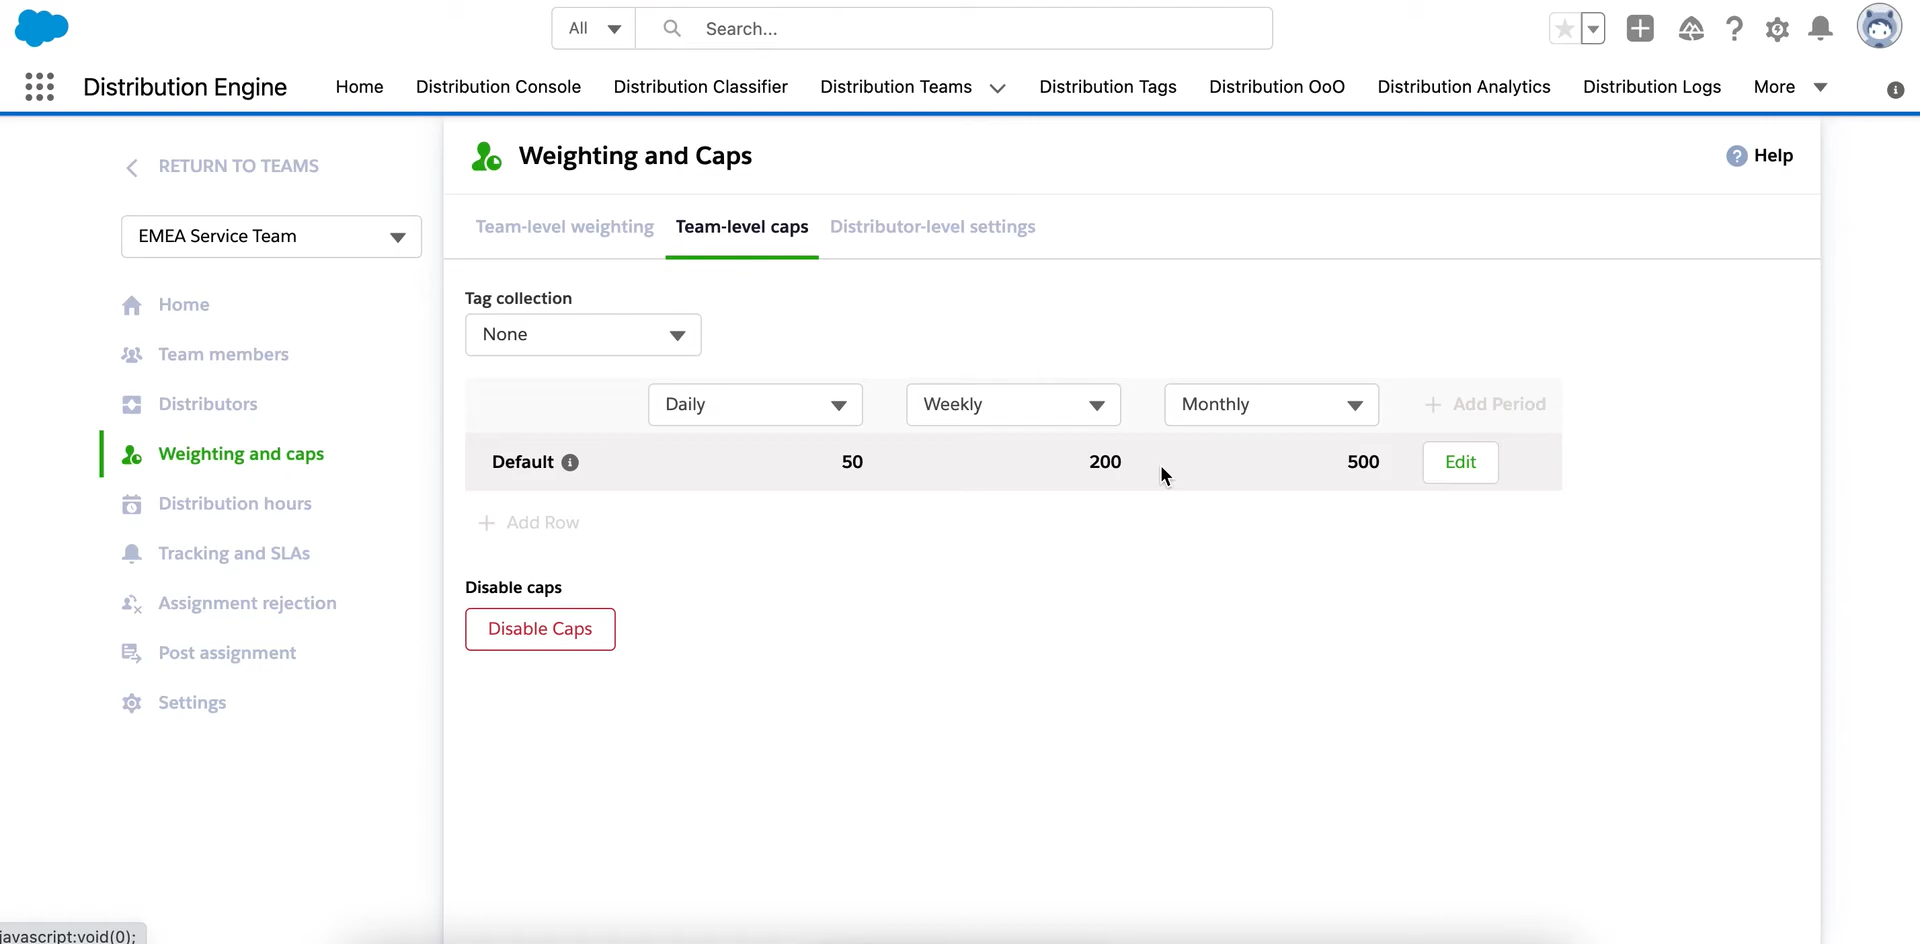 All
Search...
Distribution Engine
Home
Distribution Console
Distribution Classifier
Distribution Teams
Distribution Tags
Distribution OoO
Distribution Analytics
Distribution Logs
More
RETURN TO TEAMS
EMEA Service Team
Home
Team members
Distributors
Weighting and caps
Distribution hours
Tracking and SLAs
Assignment rejection
Post assignment
Settings
Weighting and Caps
Help
Team-level weighting
Team-level caps
Distributor-level settings
Tag collection
None
Daily
Weekly
Monthly
+ Add Period
Default
50
200
500
Edit
+ Add Row
Disable caps
Disable Caps
javascript:void(0);